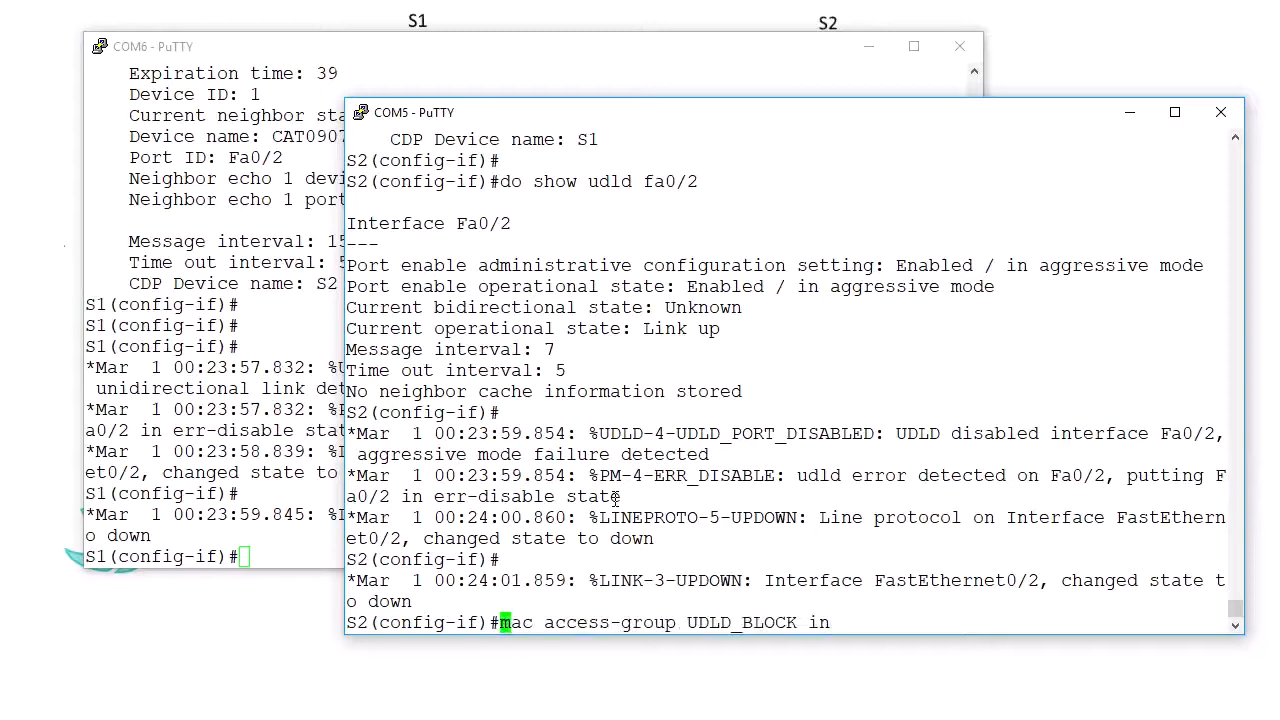 S1
S2
COM6 - PuTTY
Expiration time: 39
Device ID: 1
Current neighbor sta
Device name: CAT0907
Port ID: Fa0/2
Neighbor echo 1 devi
Neighbor echo 1 port
Message interval: 15
Time out interval: 5
CDP Device name: S2
S1(config-if)#
S1(config-if)#
S1(config-if)#
*Mar  1 00:23:57.832: %U
unidirectional link det
*Mar  1 00:23:57.832: %P
a0/2 in err-disable stat
*Mar  1 00:23:58.839: %L
et0/2, changed state to
S1(config-if)#
*Mar  1 00:23:59.845: %L
o down
S1(config-if)#
COM5 - PuTTY
CDP Device name: S1
S2(config-if)#
S2(config-if)#do show udld fa0/2
Interface Fa0/2
---
Port enable administrative configuration setting: Enabled / in aggressive mode
Port enable operational state: Enabled / in aggressive mode
Current bidirectional state: Unknown
Current operational state: Link up
Message interval: 7
Time out interval: 5
No neighbor cache information stored
S2(config-if)#
*Mar  1 00:23:59.854: %UDLD-4-UDLD_PORT_DISABLED: UDLD disabled interface Fa0/2,
aggressive mode failure detected
*Mar  1 00:23:59.854: %PM-4-ERR_DISABLE: udld error detected on Fa0/2, putting F
a0/2 in err-disable state
*Mar  1 00:24:00.860: %LINEPROTO-5-UPDOWN: Line protocol on Interface FastEthern
et0/2, changed state to down
S2(config-if)#
*Mar  1 00:24:01.859: %LINK-3-UPDOWN: Interface FastEthernet0/2, changed state t
o down
S2(config-if)#mac access-group UDLD_BLOCK in